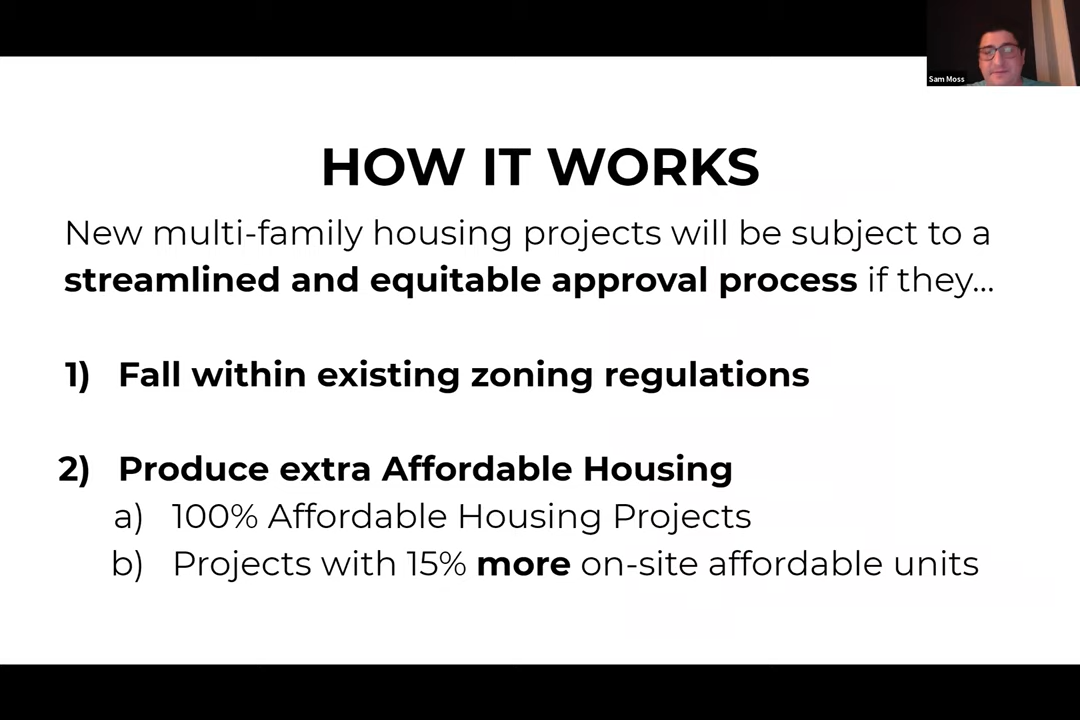 Sam Moss
HOW IT WORKS
New multi-family housing projects will be subject to a
streamlined and equitable approval process if they...
1) Fall within existing zoning regulations
2) Produce extra Affordable Housing
a) 100% Affordable Housing Projects
b) Projects with 15% more on-site affordable units